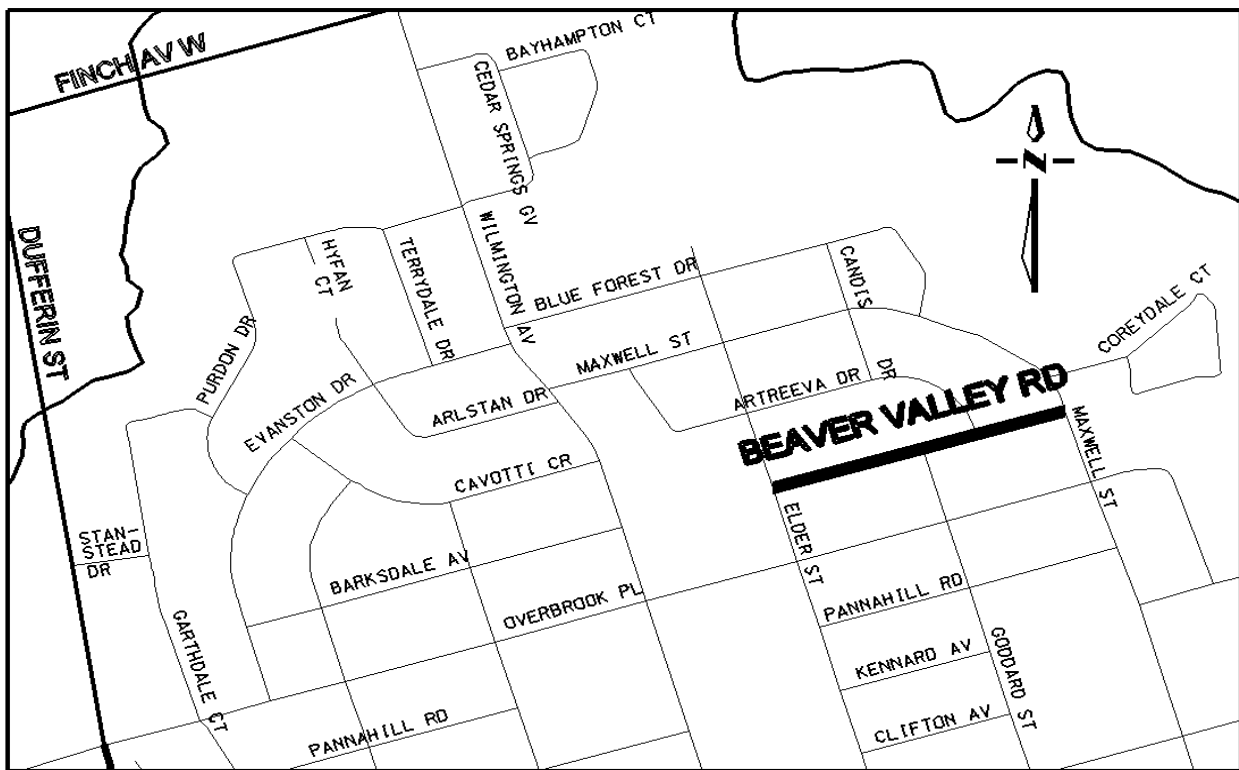 FINCH AV W
BAYHAMPTON CT
CEDAR SPRINGS GV
DUFFERIN ST
HYFAN
CT
TERRYDALE DR
WILMINGTON AV
BLUE FOREST DR
CANDIS
DR
COREYDALE CT
N
PURDON DR
MAXWELL ST
EVANSTON DR
ARLSTAN DR
ARTREEVA DR
BEAVER VALLEY RD
MAXWELL ST
CAVOTTI CR
STAN-
STEAD
DR
ELDER ST
BARKSDALE AV
OVERBROOK PL
PANNAHILL RD
GARTHDALE CT
GODDARD ST
KENNARD AV
PANNAHILL RD
CLIFTON AV